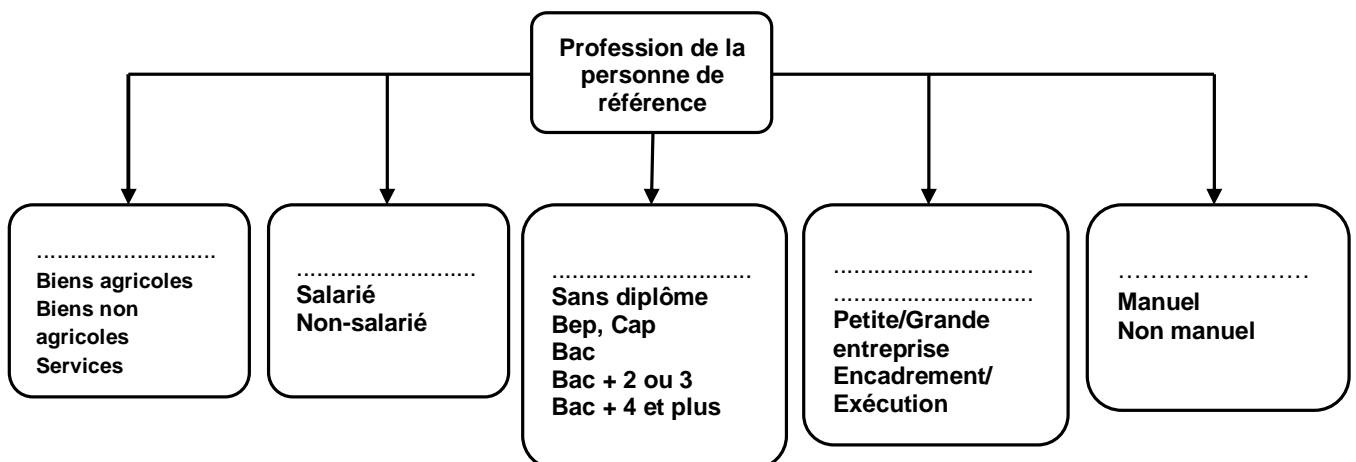 Profession de la
personne de
référence
………………………
Biens agricoles
Biens non
agricoles
Services
………………………
Salarié
Non-salarié
…………………………
Sans diplôme
Bep, Cap
Bac
Bac + 2 ou 3
Bac + 4 et plus
…………………………
…………………………
Petite/Grande
entreprise
Encadrement/
Exécution
………………………
Manuel
Non manuel